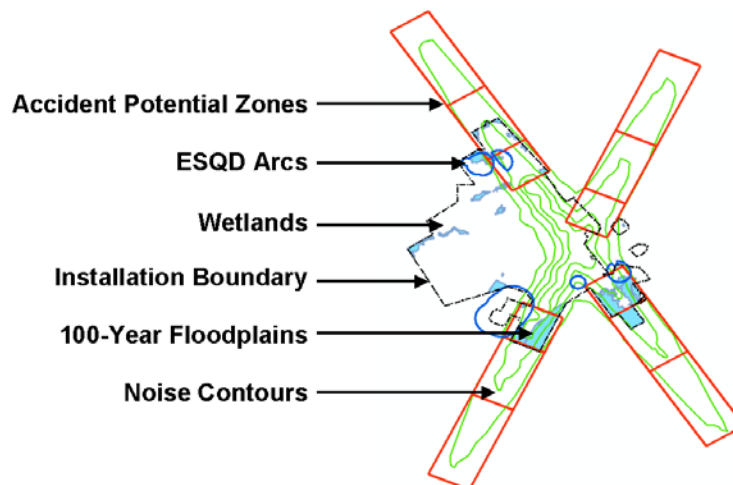 Accident Potential Zones
ESQD Arcs
Wetlands
Installation Boundary
100-Year Floodplains
Noise Contours